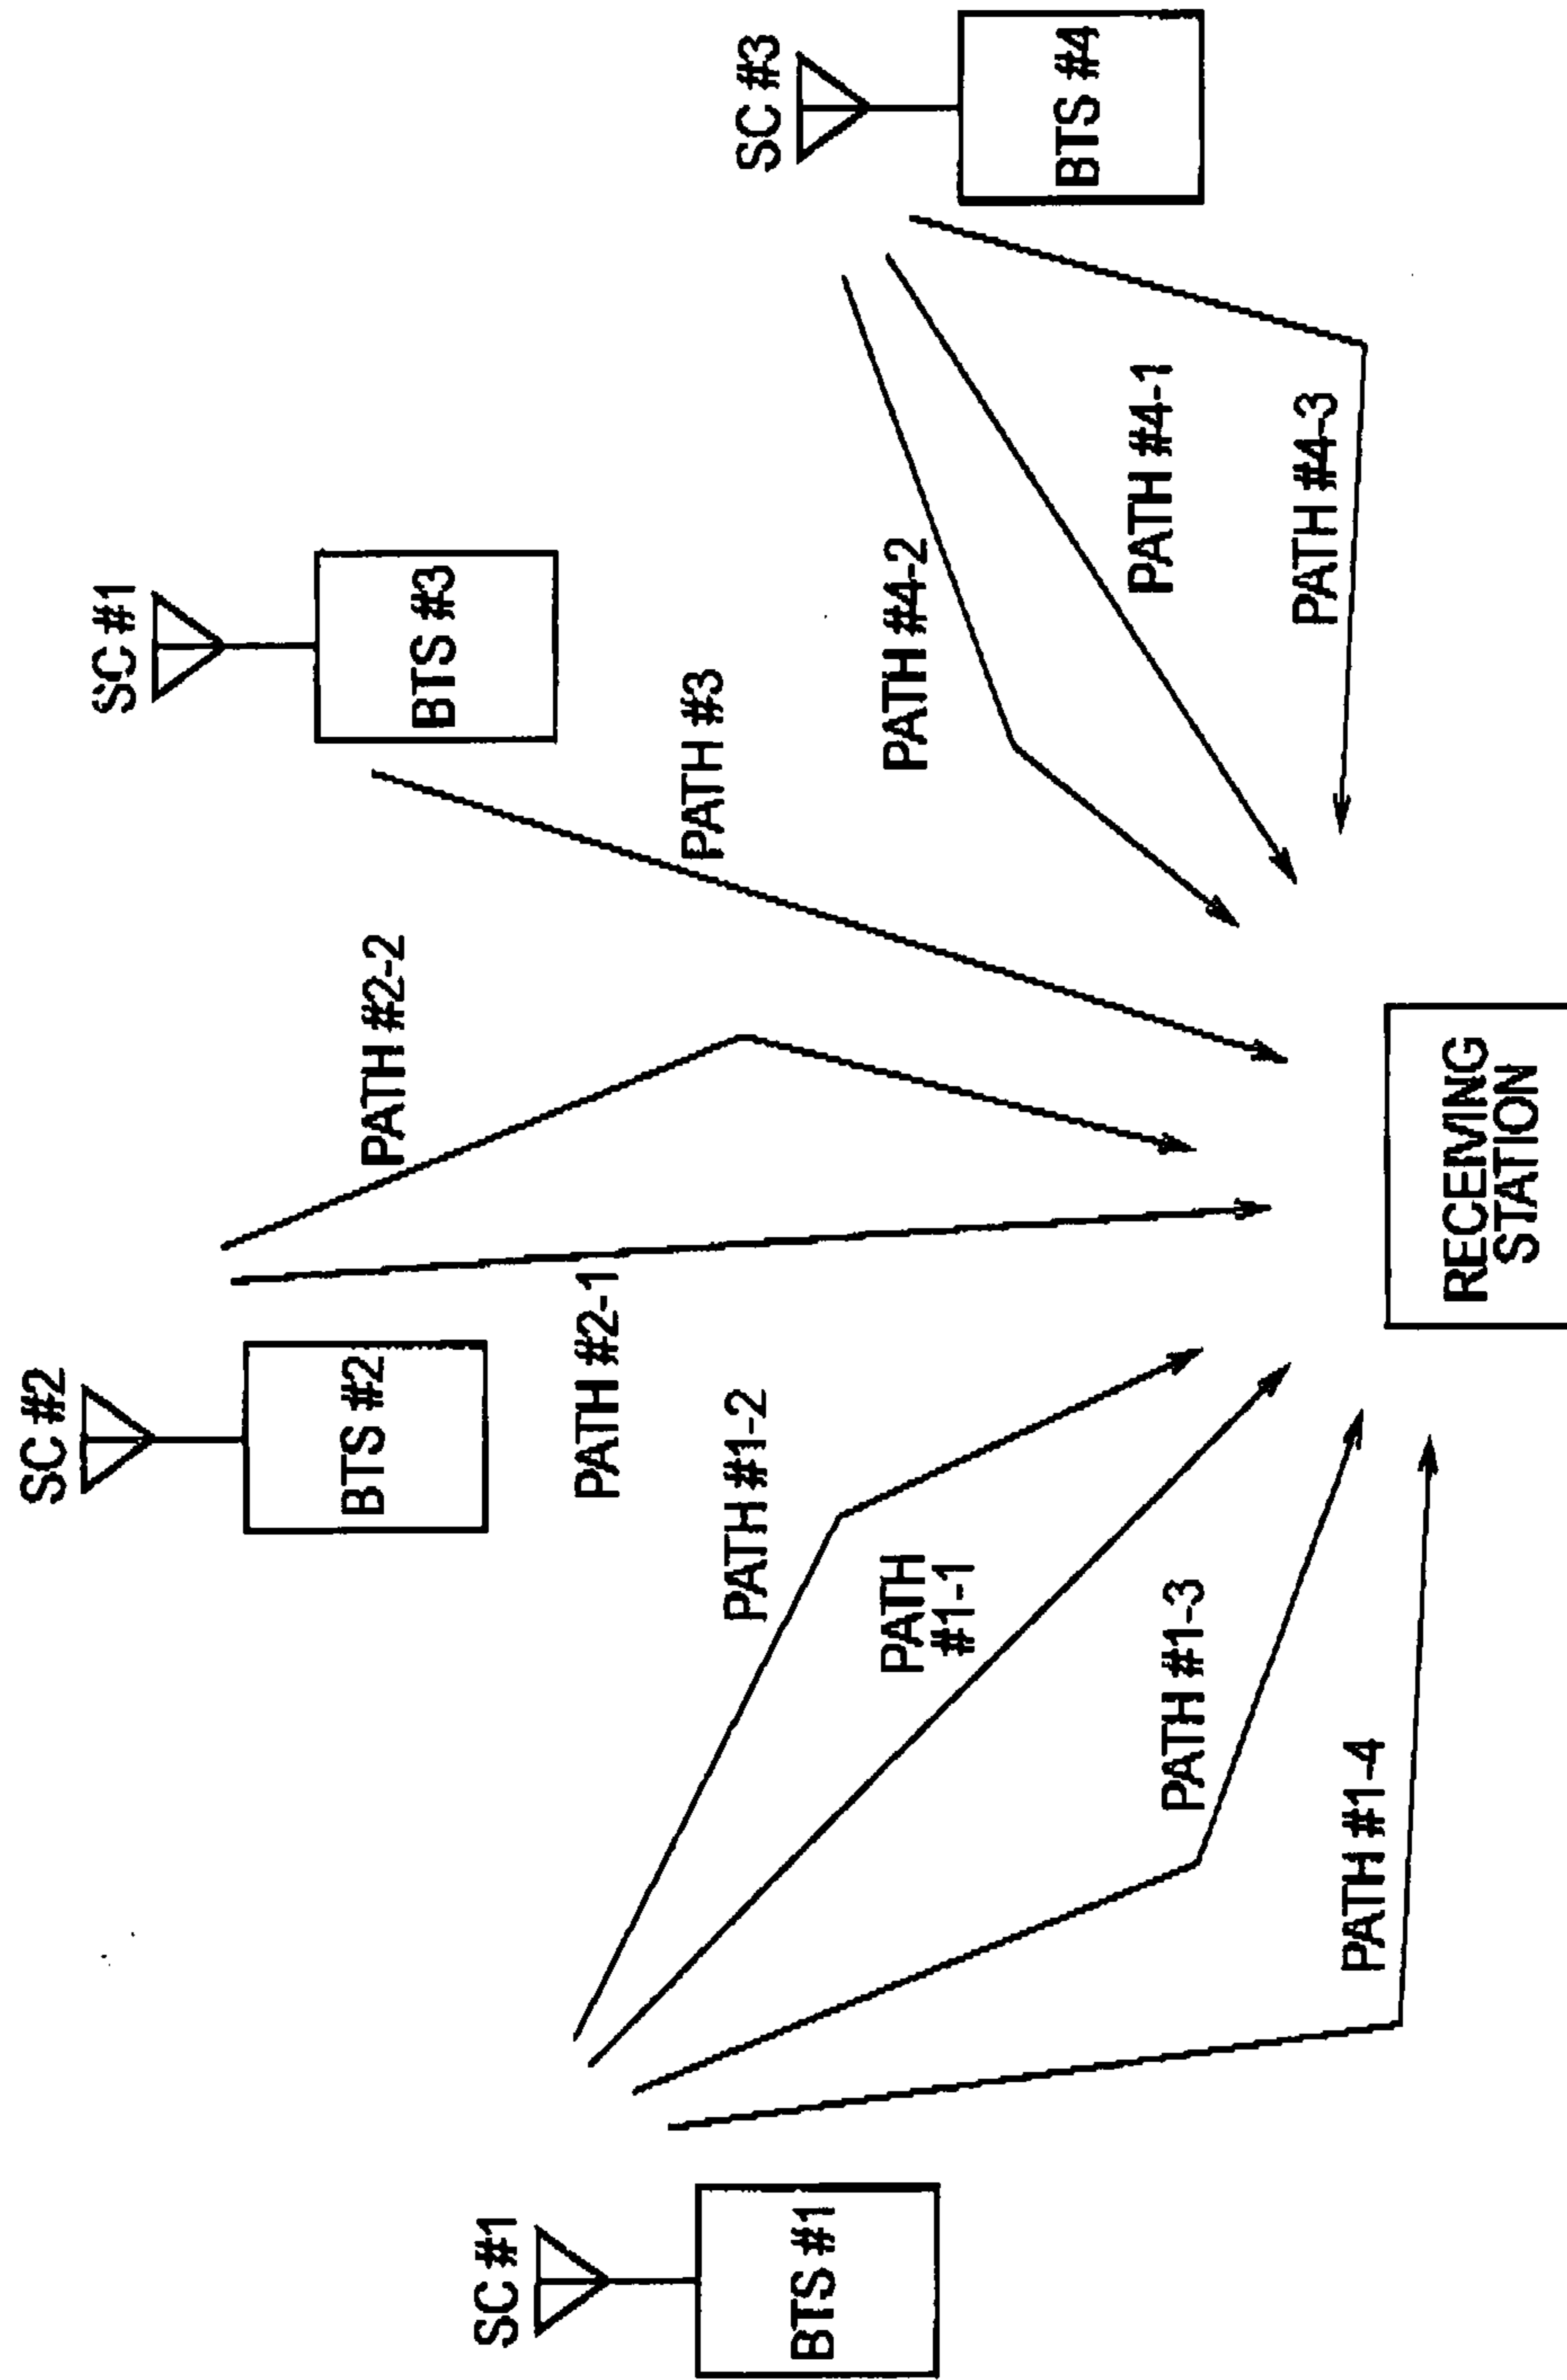 SC #1
BTS #1
SC #2
BTS #2
SC #1
BTS #3
SC #3
BTS #4
PATH #1-2
PATH
#1-1
PATH #1-3
PATH #1-4
PATH #2-1
PATH #2-2
PATH #3
PATH #4-2
PATH #4-1
PATH #4-3
RECEIVING
STATION